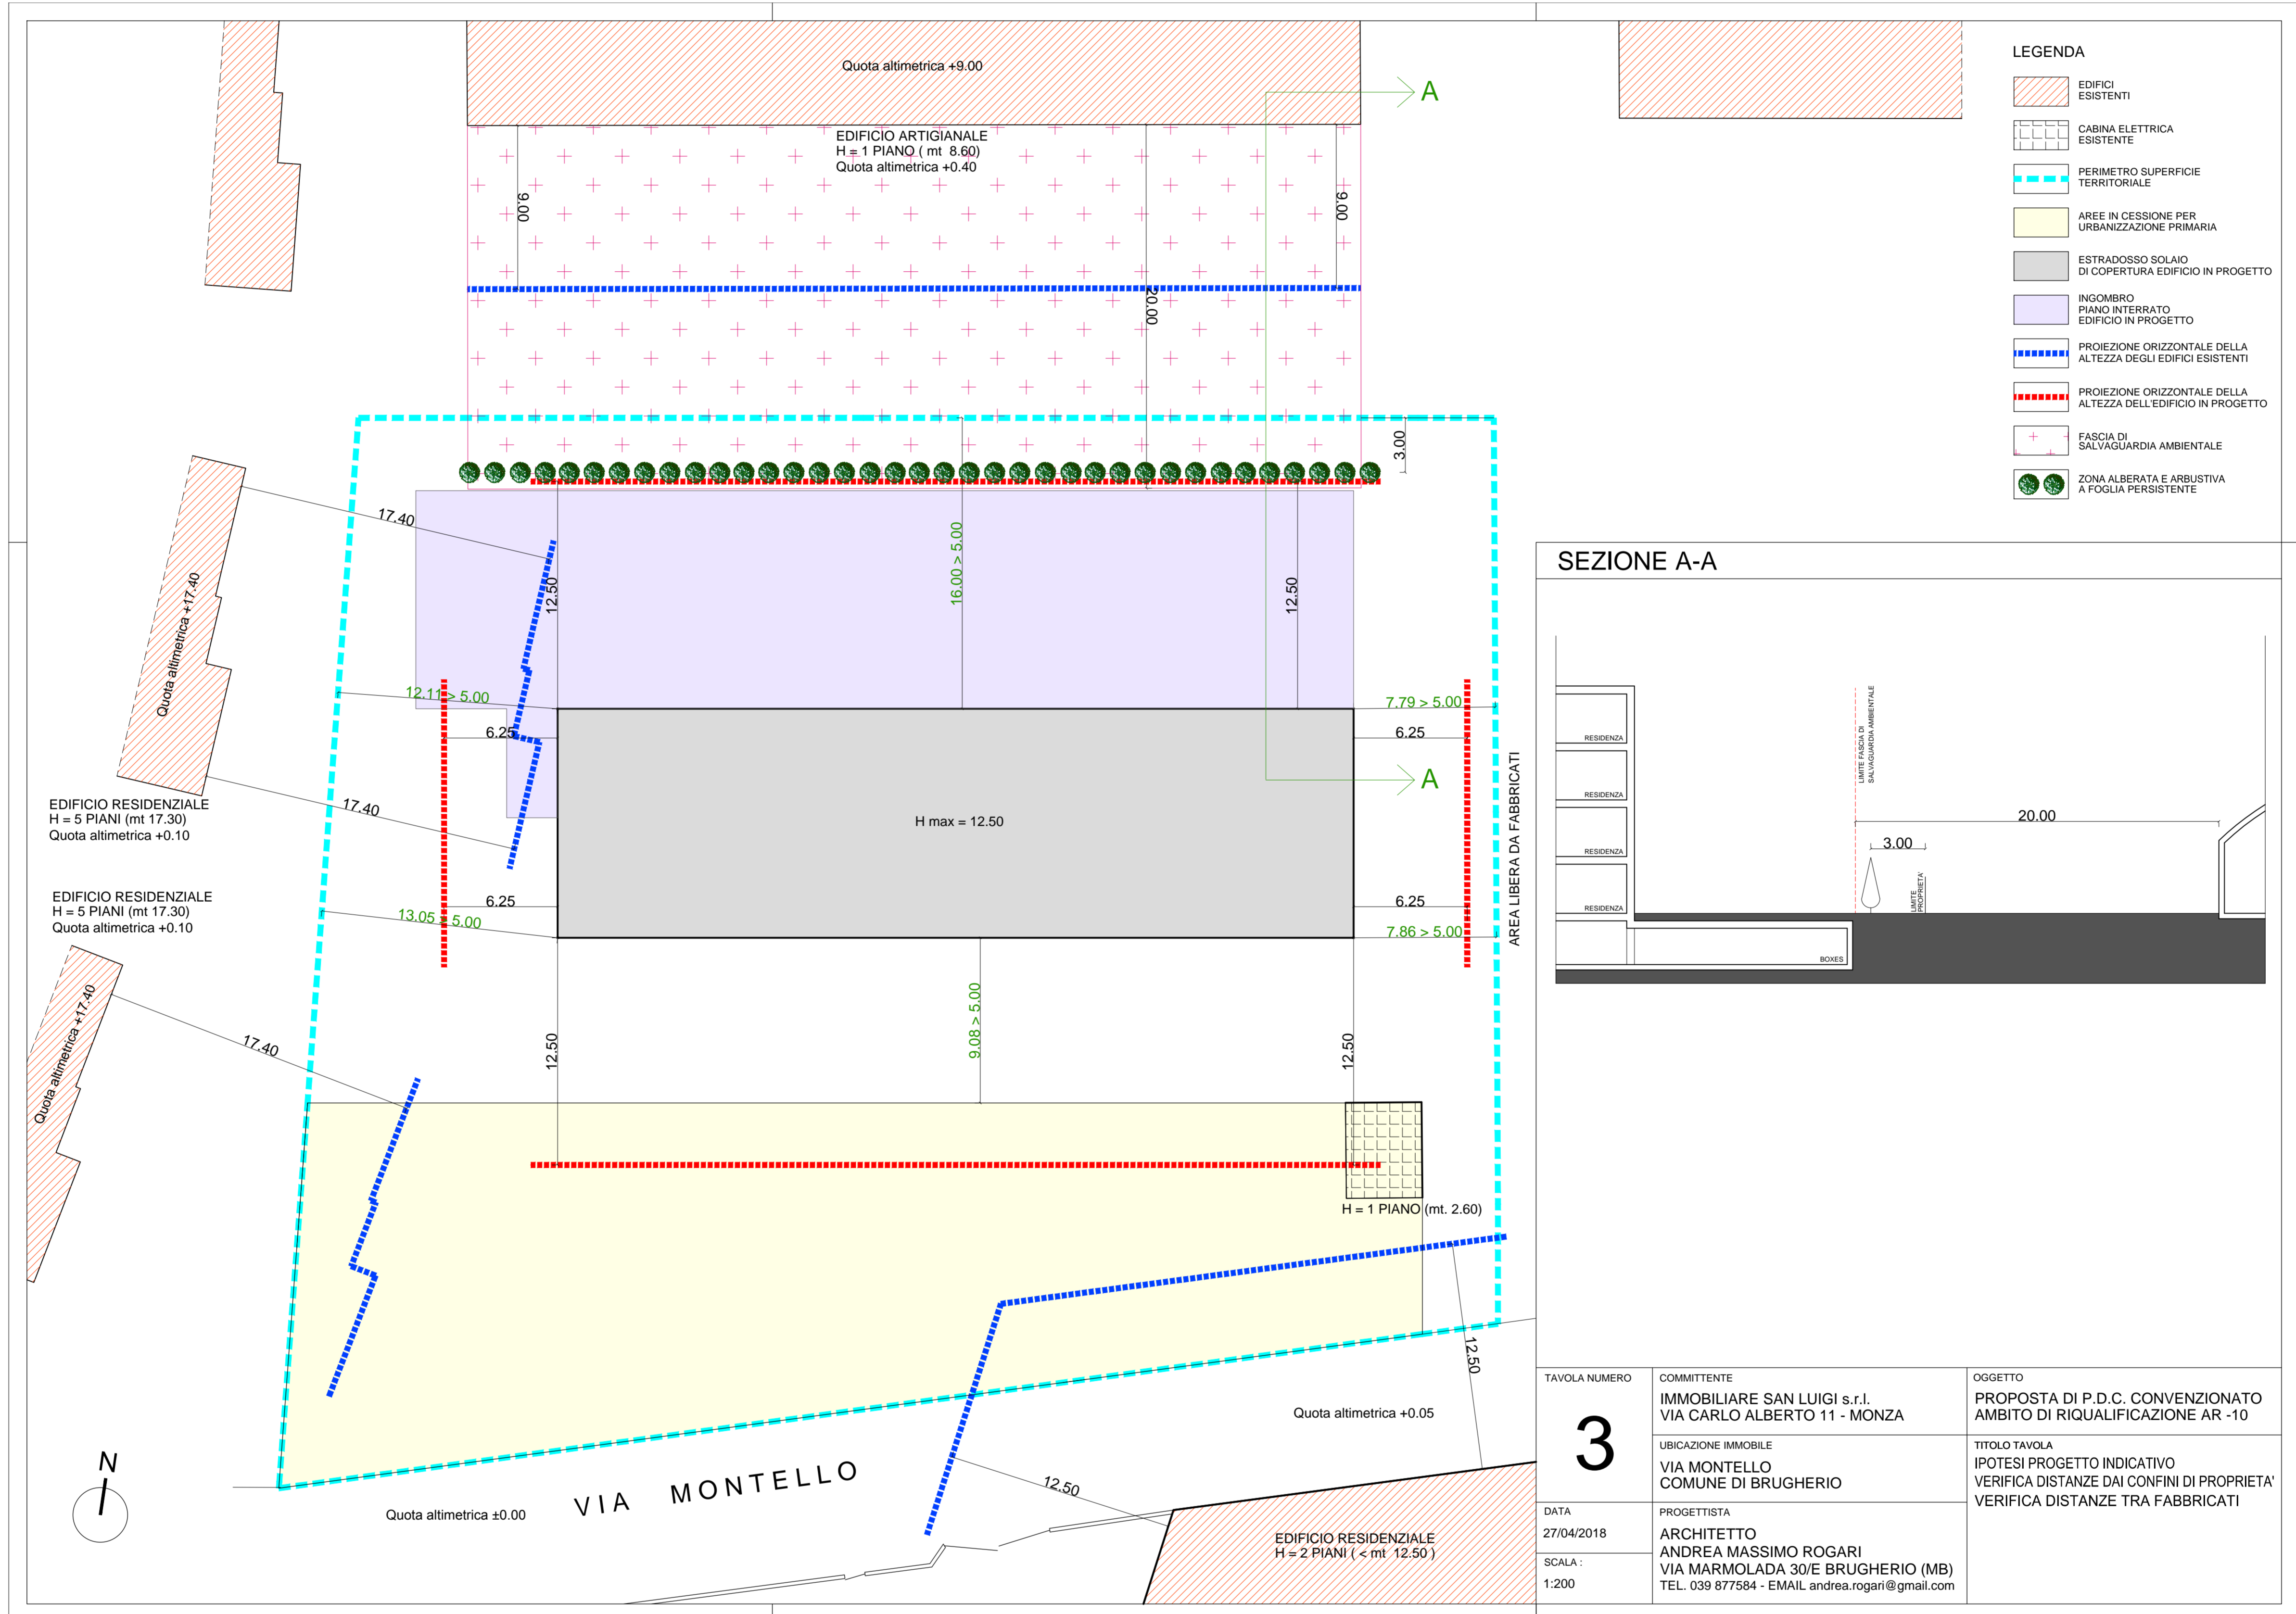 Quota altimetrica +9.00
A
EDIFICIO ARTIGIANALE
H = 1 PIANO ( mt 8.60)
Quota altimetrica +0.40
9.00
9.00
20.00
3.00
17.40
12.50
16.00 > 5.00
12.50
Quota altimetrica +17.40
12.11 > 5.00
7.79 > 5.00
6.25
6.25
A
17.40
EDIFICIO RESIDENZIALE
H = 5 PIANI (mt 17.30)
Quota altimetrica +0.10
H max = 12.50
AREA LIBERA DA FABBRICATI
EDIFICIO RESIDENZIALE
H = 5 PIANI (mt 17.30)
Quota altimetrica +0.10
6.25
6.25
13.05 > 5.00
7.86 > 5.00
Quota altimetrica +17.40
17.40
12.50
9.08 > 5.00
12.50
H = 1 PIANO (mt. 2.60)
12.50
Quota altimetrica +0.05
N
VIA MONTELLO
12.50
Quota altimetrica ±0.00
EDIFICIO RESIDENZIALE
H = 2 PIANI ( < mt 12.50 )
LEGENDA
EDIFICI
ESISTENTI
CABINA ELETTRICA
ESISTENTE
PERIMETRO SUPERFICIE
TERRITORIALE
AREE IN CESSIONE PER
URBANIZZAZIONE PRIMARIA
ESTRADOSSO SOLAIO
DI COPERTURA EDIFICIO IN PROGETTO
INGOMBRO
PIANO INTERRATO
EDIFICIO IN PROGETTO
PROIEZIONE ORIZZONTALE DELLA
ALTEZZA DEGLI EDIFICI ESISTENTI
PROIEZIONE ORIZZONTALE DELLA
ALTEZZA DELL'EDIFICIO IN PROGETTO
FASCIA DI
SALVAGUARDIA AMBIENTALE
ZONA ALBERATA E ARBUSTIVA
A FOGLIA PERSISTENTE
SEZIONE A-A
RESIDENZA
RESIDENZA
RESIDENZA
RESIDENZA
BOXES
LIMITE FASCIA DI
SALVAGUARDIA AMBIENTALE
20.00
3.00
LIMITE
PROPRIETA'
TAVOLA NUMERO
3
DATA
27/04/2018
SCALA :
1:200
COMMITTENTE
IMMOBILIARE SAN LUIGI s.r.l.
VIA CARLO ALBERTO 11 - MONZA
UBICAZIONE IMMOBILE
VIA MONTELLO
COMUNE DI BRUGHERIO
PROGETTISTA
ARCHITETTO
ANDREA MASSIMO ROGARI
VIA MARMOLADA 30/E BRUGHERIO (MB)
TEL. 039 877584 - EMAIL andrea.rogari@gmail.com
OGGETTO
PROPOSTA DI P.D.C. CONVENZIONATO
AMBITO DI RIQUALIFICAZIONE AR -10
TITOLO TAVOLA
IPOTESI PROGETTO INDICATIVO
VERIFICA DISTANZE DAI CONFINI DI PROPRIETA'
VERIFICA DISTANZE TRA FABBRICATI